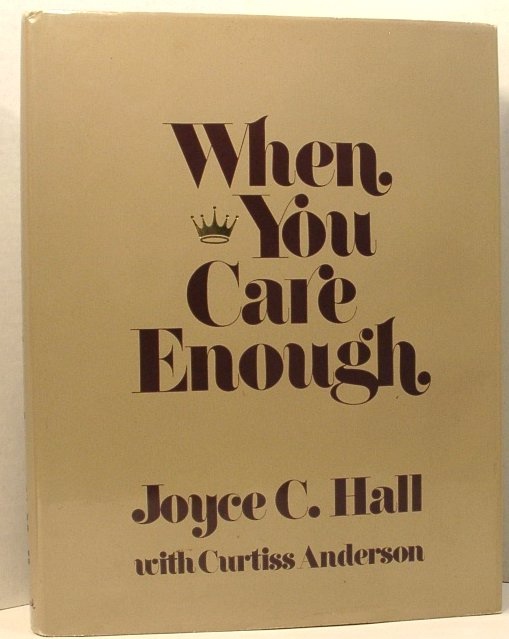 When
You
Care
Enough
Joyce C. Hall
with Curtiss Anderson